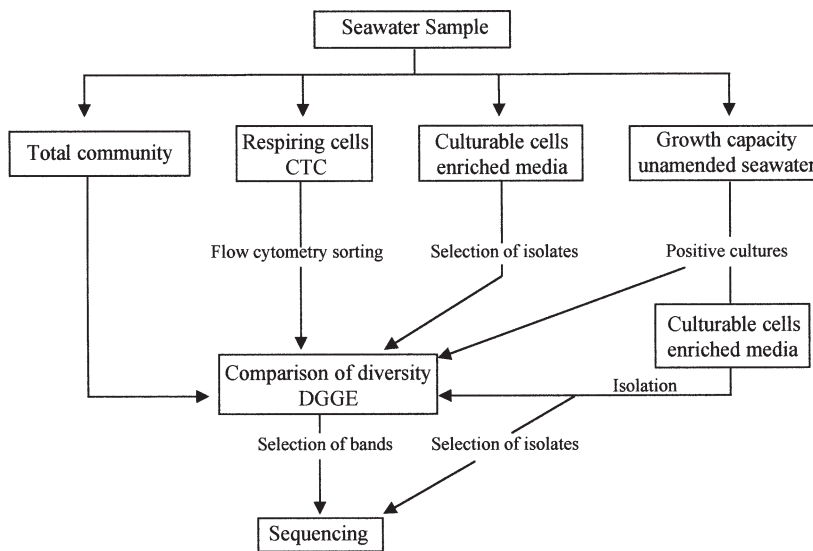 Seawater Sample
Total community
Respiring cells
CTC
Culturable cells
enriched media
Growth capacity
unamended seawater
Flow cytometry sorting
Selection of isolates
Positive cultures
Culturable cells
enriched media
Comparison of diversity
DGGE
Isolation
Selection of bands
Selection of isolates
Sequencing